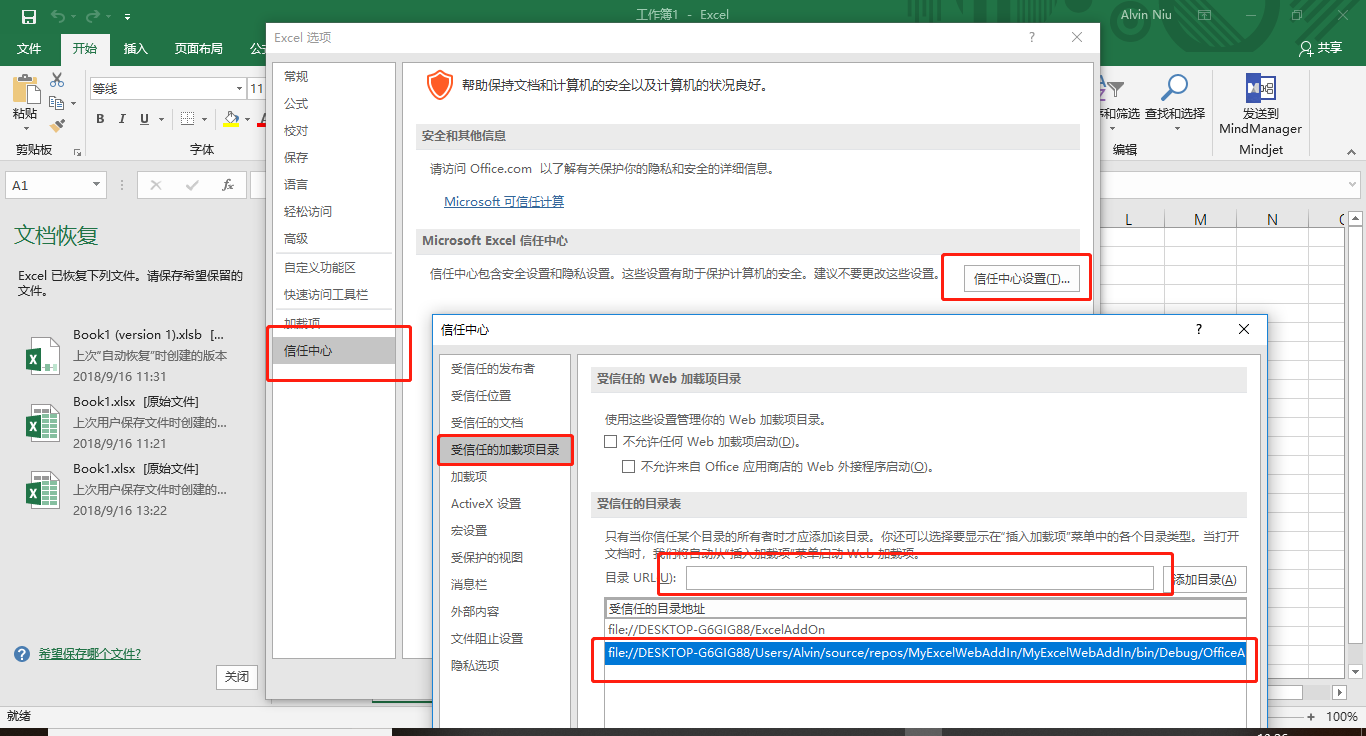 工作簿1 - Excel
Alvin Niu
文件
开始
插入
页面布局
共享
粘贴
剪贴板
等线
11
B I U
字体
和筛选
查找和选择
编辑
发送到
MindManager
Mindjet
A1
fx
L
M
N
文档恢复
Excel 已恢复下列文件。请保存希望保留的
文件。
Book1 (version 1).xlsb [...
上次“自动恢复”时创建的版本
2018/9/16 11:31
Book1.xlsx [原始文件]
上次用户保存文件时创建的...
2018/9/16 11:21
Book1.xlsx [原始文件]
上次用户保存文件时创建的...
2018/9/16 13:22
希望保存哪个文件?
关闭
就绪
100%
Excel 选项
常规
公式
校对
保存
语言
轻松访问
高级
自定义功能区
快速访问工具栏
加载项
信任中心
帮助保持文档和计算机的安全以及计算机的状况良好。
安全和其他信息
请访问 Office.com 以了解有关保护你的隐私和安全的详细信息。
Microsoft 可信任计算
Microsoft Excel 信任中心
信任中心包含安全设置和隐私设置。这些设置有助于保护计算机的安全。建议不要更改这些设置。
信任中心设置(T)...
信任中心
受信任的发布者
受信任位置
受信任的文档
受信任的加载项目录
加载项
ActiveX 设置
宏设置
受保护的视图
消息栏
外部内容
文件阻止设置
隐私选项
受信任的 Web 加载项目录
使用这些设置管理你的 Web 加载项目录。
不允许任何 Web 加载项启动(D)。
不允许来自 Office 应用商店的 Web 外接程序启动(O)。
受信任的目录表
只有当你信任某个目录的所有者时才应添加该目录。你还可以选择要显示在“插入加载项”菜单中的各个目录类型。当打开
文档时，我们将自动从“插入加载项”菜单启动 Web 加载项。
目录 URL(U):
添加目录(A)
受信任的目录地址
file://DESKTOP-G6GIG88/ExcelAddOn
file://DESKTOP-G6GIG88/Users/Alvin/source/repos/MyExcelWebAddIn/MyExcelWebAddIn/bin/Debug/OfficeA